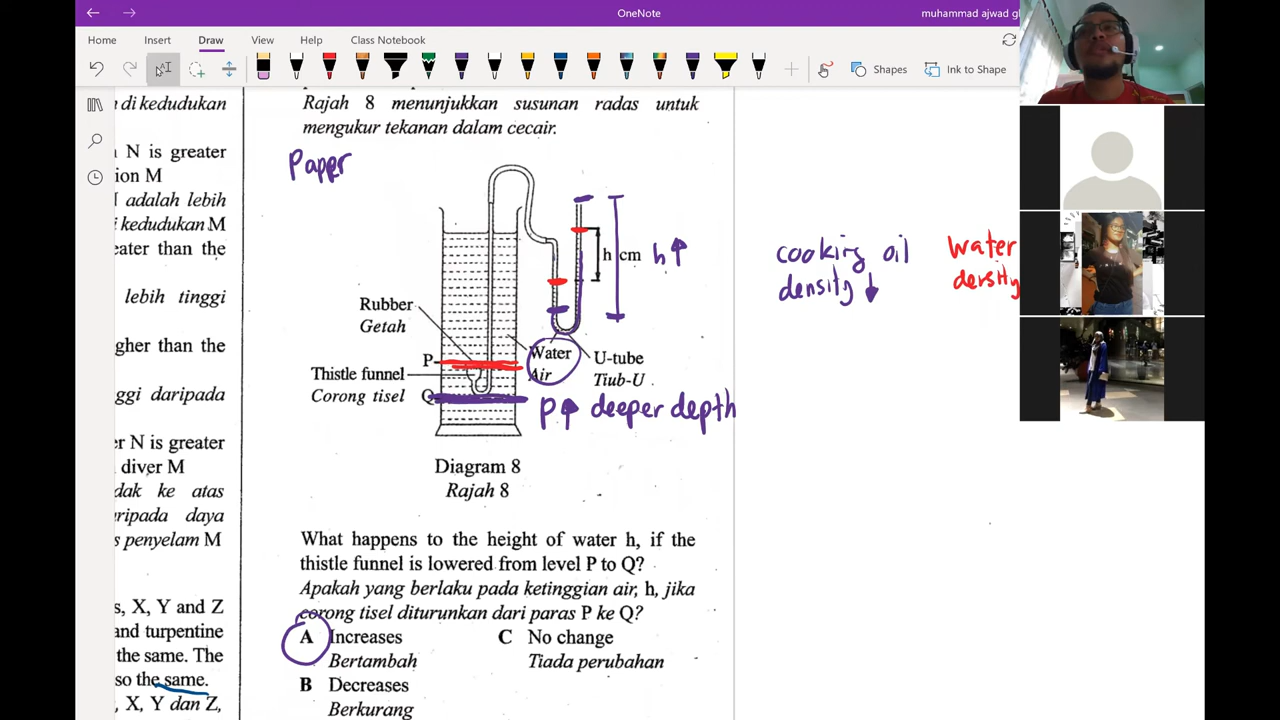 OneNote
muhammad ajwad gh
Home
Insert
Draw
View
Help
Class Notebook
Shapes
Ink to Shape
n di kedudukan
n N is greater
ion M
adalah lebih
i kedudukan M
eater than the
lebih tinggi
gher than the
nggi daripada
er N is greater
diver M
dak ke atas
aripada daya
s penyelam M
s, X, Y and Z
and turpentine
the same. The
so the same.
, X, Y dan Z,
Rajah 8 menunjukkan susunan radas untuk
mengukur tekanan dalam cecair.
Rubber
Getah
Thistle funnel
Corong tisel
P
Q
h cm
h↑
Water
Air
U-tube
Tiub-U
P↑ deeper depth
Diagram 8
Rajah 8
What happens to the height of water h, if the
thistle funnel is lowered from level P to Q?
Apakah yang berlaku pada ketinggian air, h, jika
corong tisel diturunkan dari paras P ke Q?
A Increases
Bertambah
B Decreases
Berkurang
C No change
Tiada perubahan
cooking oil
density ↓
water
density